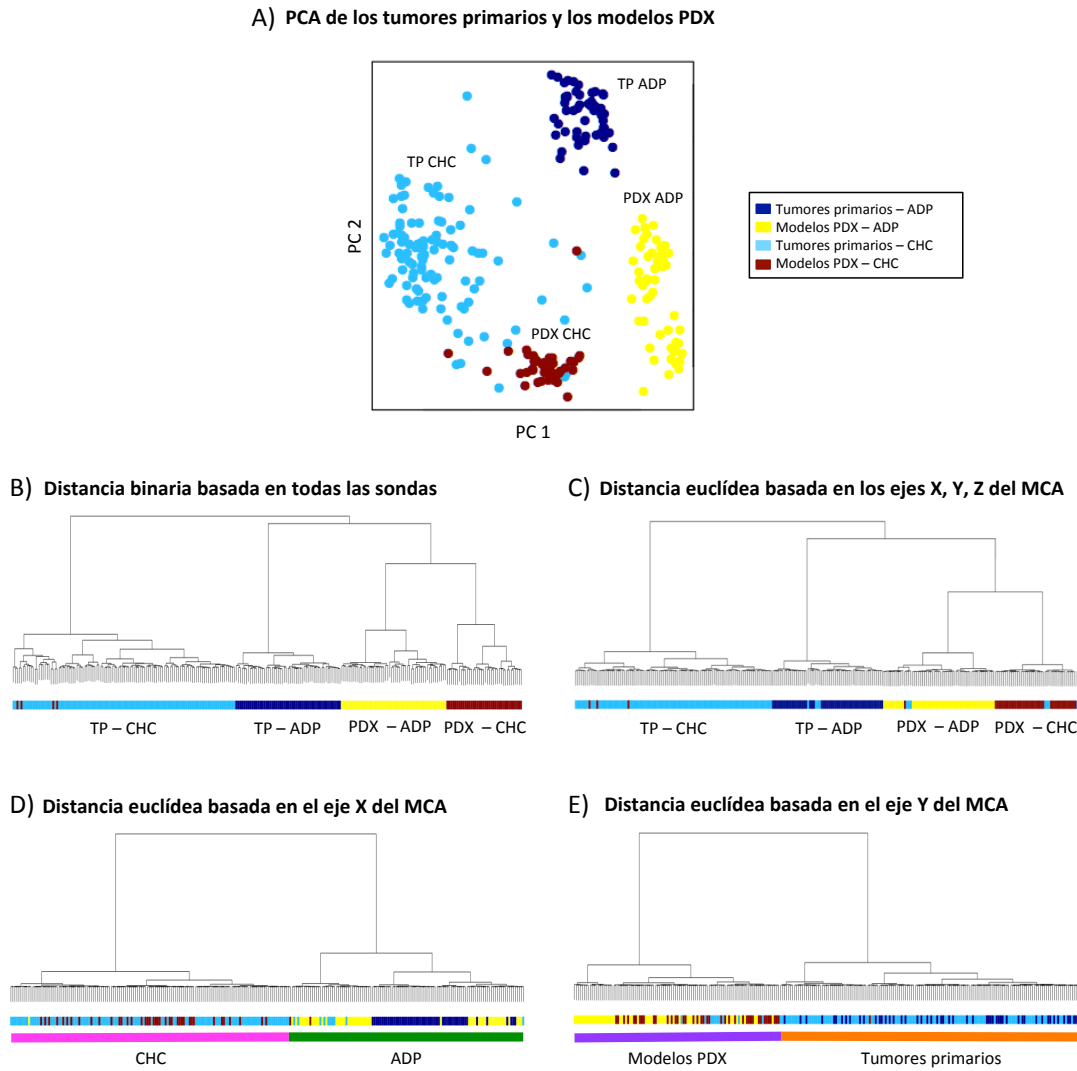 A) PCA de los tumores primarios y los modelos PDX
TP ADP
TP CHC
PDX ADP
PDX CHC
PC 2
PC 1
Tumores primarios – ADP
Modelos PDX – ADP
Tumores primarios – CHC
Modelos PDX – CHC
B) Distancia binaria basada en todas las sondas
TP – CHC TP – ADP PDX – ADP PDX – CHC
C) Distancia euclídea basada en los ejes X, Y, Z del MCA
TP – CHC TP – ADP PDX – ADP PDX – CHC
D) Distancia euclídea basada en el eje X del MCA
CHC ADP
E) Distancia euclídea basada en el eje Y del MCA
Modelos PDX Tumores primarios